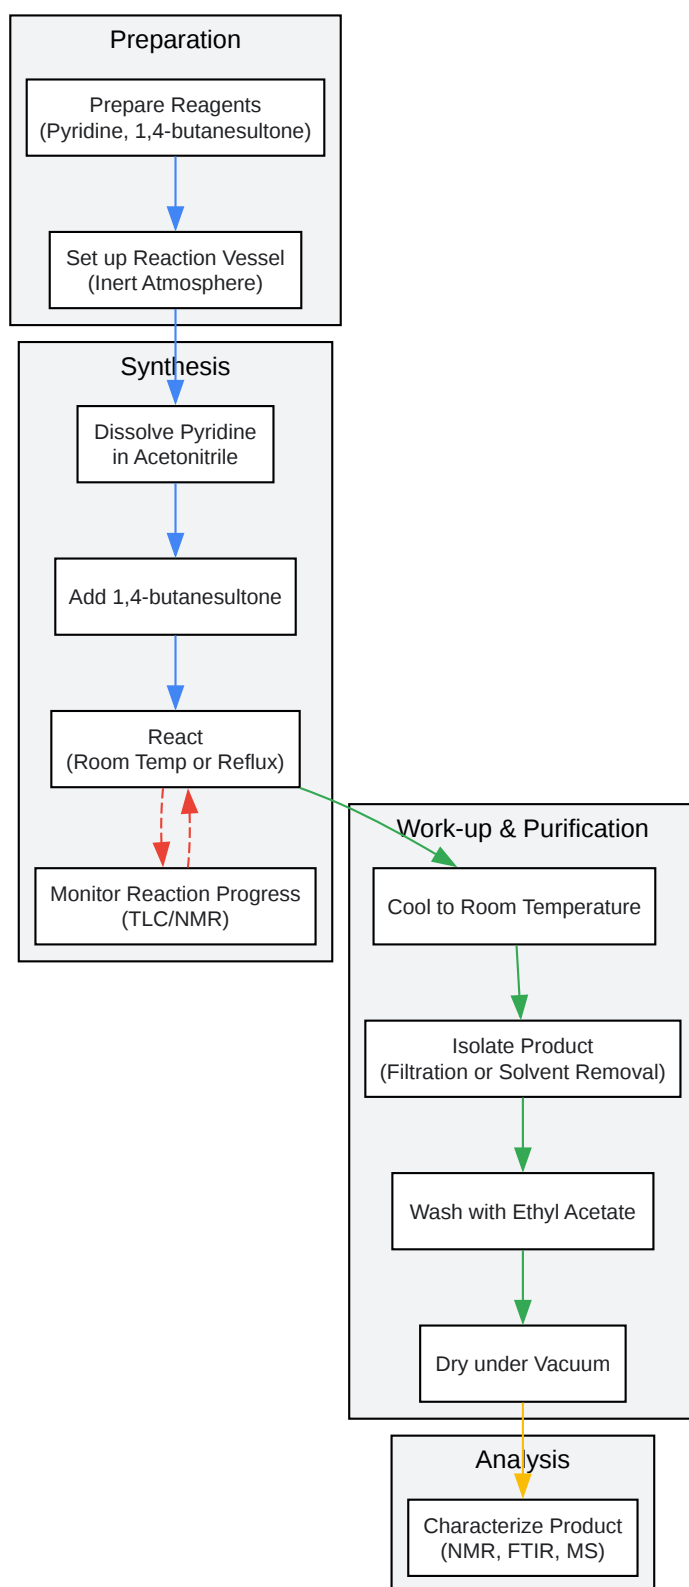 Preparation
Prepare Reagents
(Pyridine, 1,4-butanesultone)
Set up Reaction Vessel
(Inert Atmosphere)
Synthesis
Dissolve Pyridine
in Acetonitrile
Add 1,4-butanesultone
React
(Room Temp or Reflux)
Monitor Reaction Progress
(TLC/NMR)
Work-up & Purification
Cool to Room Temperature
Isolate Product
(Filtration or Solvent Removal)
Wash with Ethyl Acetate
Dry under Vacuum
Analysis
Characterize Product
(NMR, FTIR, MS)